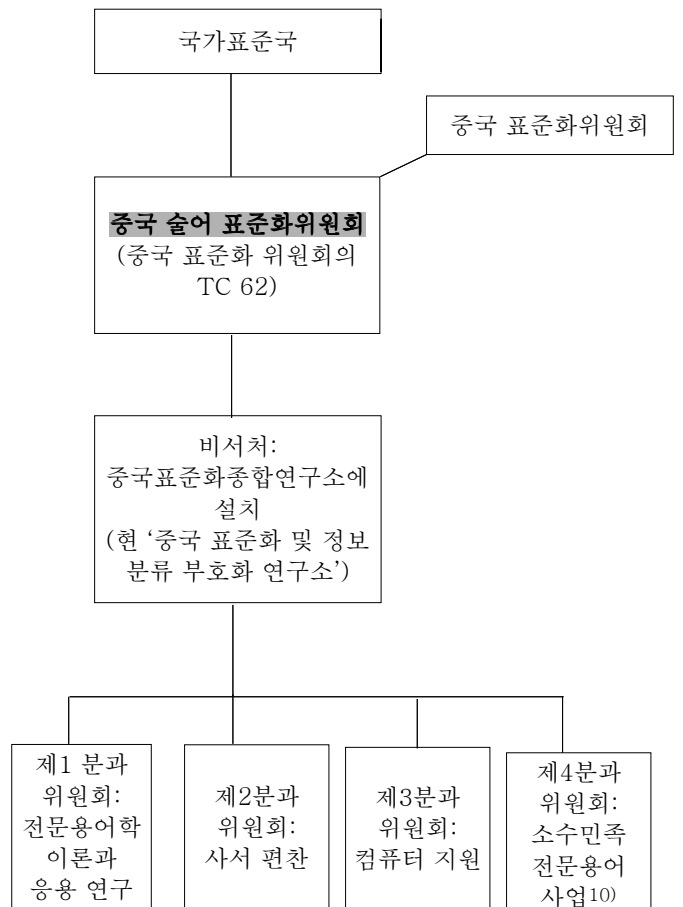 국가표준국
중국 표준화위원회
중국 술어 표준화위원회
(중국 표준화 위원회의
TC 62)
비서처:
중국표준화종합연구소에
설치
(현 ‘중국 표준화 및 정보
분류 부호화 연구소’)
제1 분과
위원회:
전문용어학
이론과
응용 연구
제2분과
위원회:
사서 편찬
제3분과
위원회:
컴퓨터 지원
제4분과
위원회:
소수민족
전문용어
사업10)